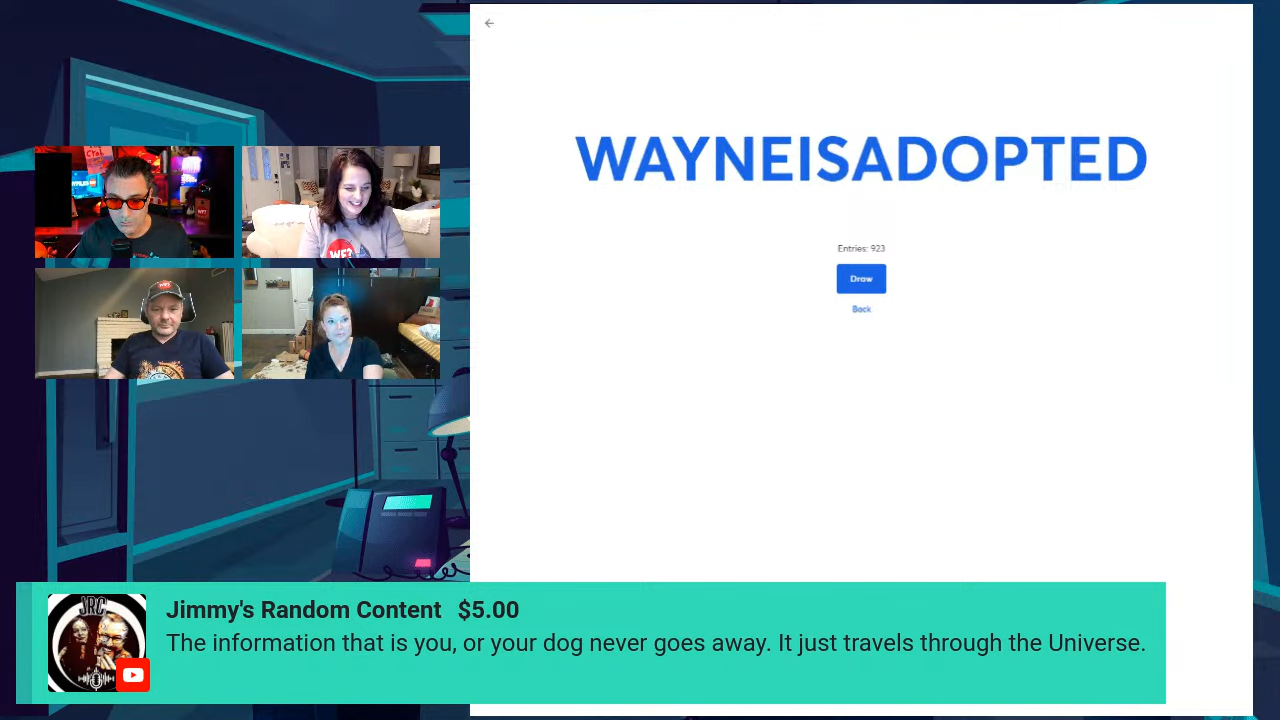 WAYNEISADOPTED
Entries: 923
Draw
Back
WF?
JRC
Jimmy's Random Content $5.00
The information that is you, or your dog never goes away. It just travels through the Universe.